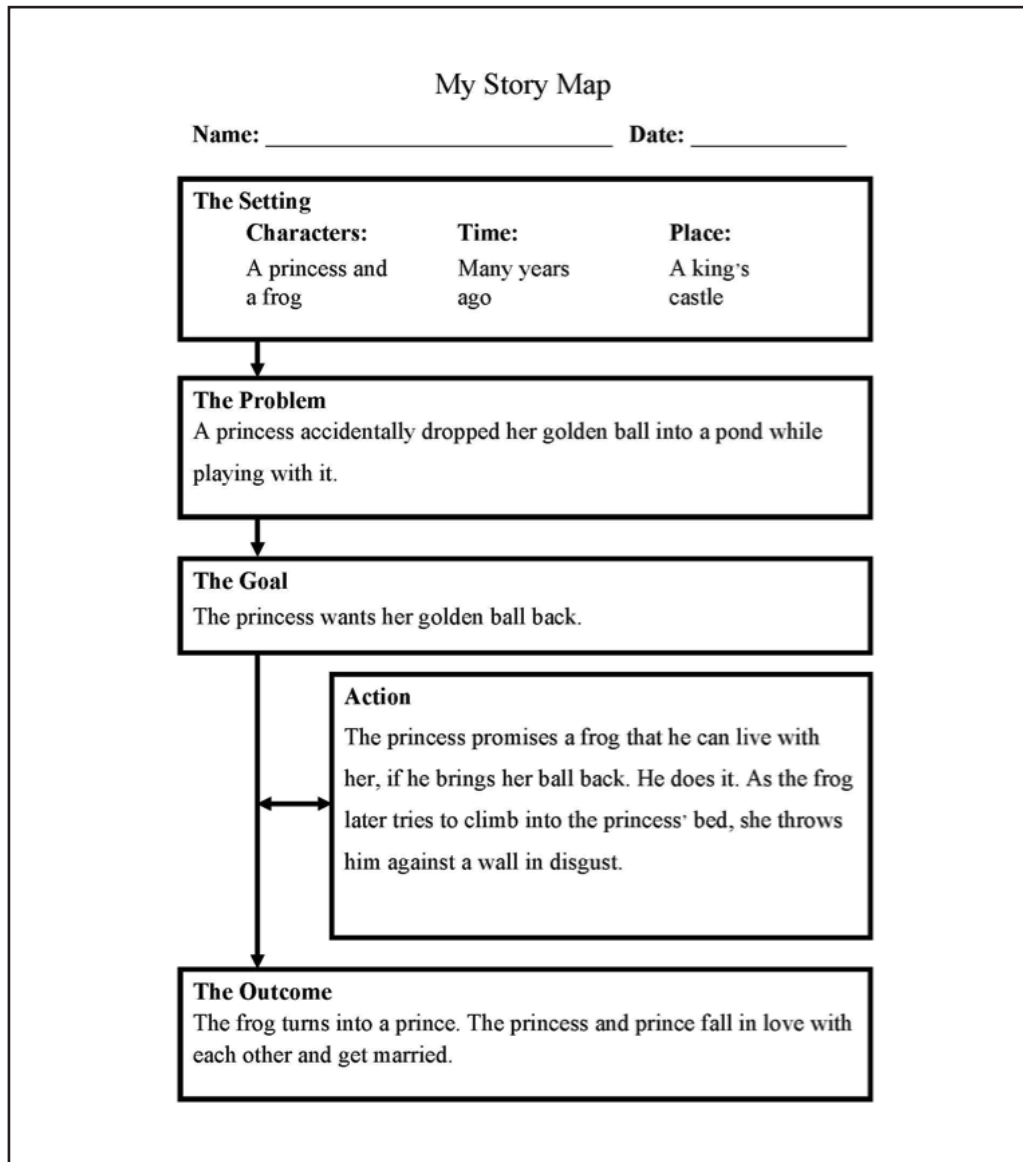 My Story Map
Name: ______________________________ Date: ______________
The Setting
Characters: Time: Place:
A princess and Many years A king's
a frog ago castle
The Problem
A princess accidentally dropped her golden ball into a pond while
playing with it.
The Goal
The princess wants her golden ball back.
Action
The princess promises a frog that he can live with
her, if he brings her ball back. He does it. As the frog
later tries to climb into the princess' bed, she throws
him against a wall in disgust.
The Outcome
The frog turns into a prince. The princess and prince fall in love with
each other and get married.